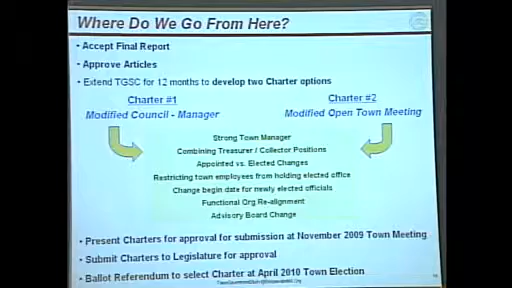 Where Do We Go From Here?
• Accept Final Report
• Approve Articles
• Extend TGSC for 12 months to develop two Charter options
Charter #1
Charter #2
Modified Council - Manager
Modified Open Town Meeting
Strong Town Manager
Combining Treasurer / Collector Positions
Appointed vs. Elected Changes
Restricting town employees from holding elected office
Change begin date for newly elected officials
Functional Org Re-alignment
Advisory Board Change
• Present Charters for approval for submission at November 2009 Town Meeting
• Submit Charters to Legislature for approval
• Ballot Referendum to select Charter at April 2010 Town Election